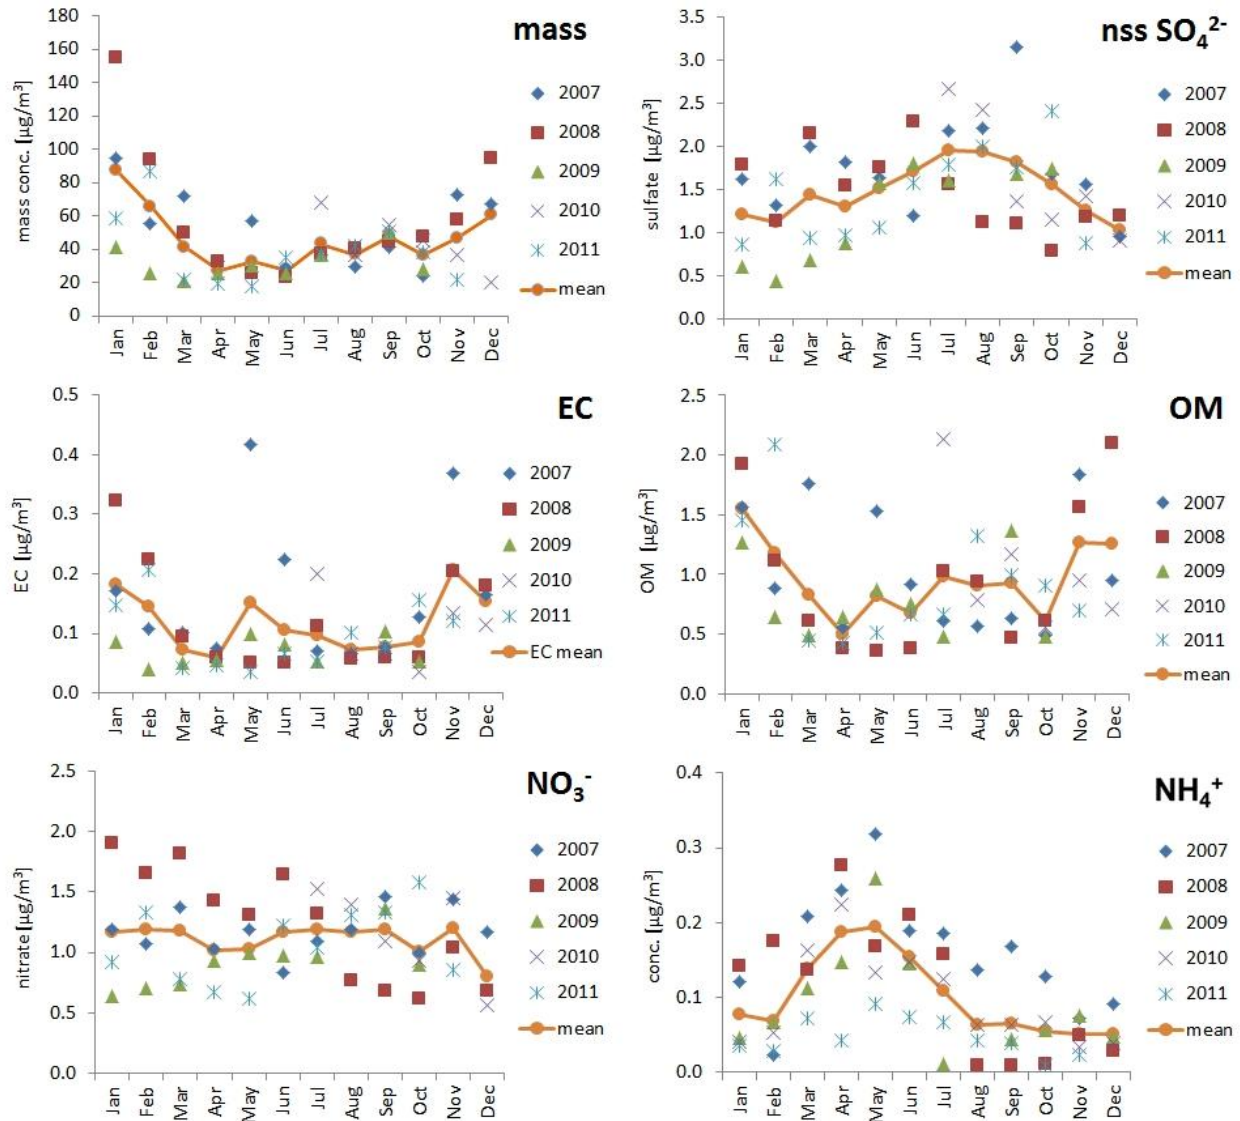 mass
mass conc. [µg/m³]
180
160
140
120
100
80
60
40
20
0
Jan Feb Mar Apr May Jun Jul Aug Sep Oct Nov Dec
2007
2008
2009
2010
2011
mean
nss SO₄²⁻
sulfate [µg/m³]
3.5
3.0
2.5
2.0
1.5
1.0
0.5
0.0
Jan Feb Mar Apr May Jun Jul Aug Sep Oct Nov Dec
2007
2008
2009
2010
2011
mean
EC
EC [µg/m³]
0.5
0.4
0.3
0.2
0.1
0.0
Jan Feb Mar Apr May Jun Jul Aug Sep Oct Nov Dec
2007
2008
2009
2010
2011
EC mean
OM
OM [µg/m³]
2.5
2.0
1.5
1.0
0.5
0.0
Jan Feb Mar Apr May Jun Jul Aug Sep Oct Nov Dec
2007
2008
2009
2010
2011
mean
NO₃⁻
nitrate [µg/m³]
2.5
2.0
1.5
1.0
0.5
0.0
Jan Feb Mar Apr May Jun Jul Aug Sep Oct Nov Dec
2007
2008
2009
2010
2011
mean
NH₄⁺
conc. [µg/m³]
0.4
0.3
0.2
0.1
0.0
Jan Feb Mar Apr May Jun Jul Aug Sep Oct Nov Dec
2007
2008
2009
2010
2011
mean